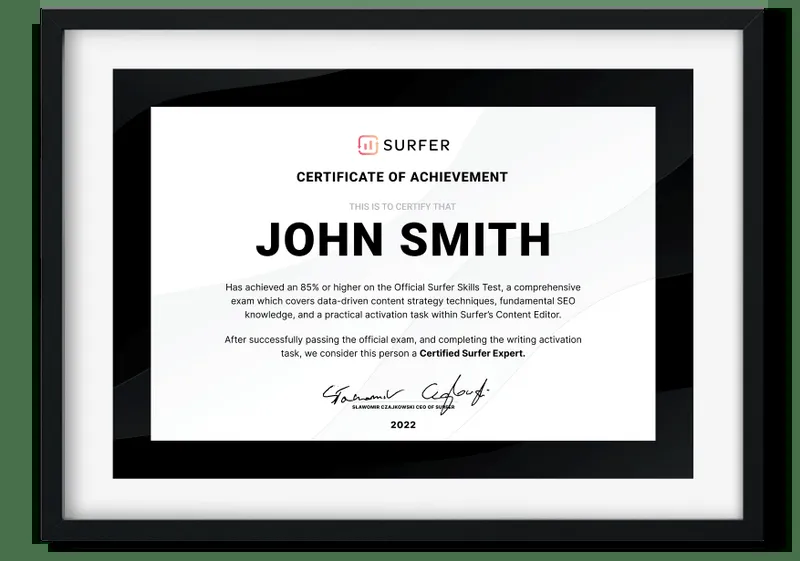 SURFER
CERTIFICATE OF ACHIEVEMENT
THIS IS TO CERTIFY THAT
JOHN SMITH
Has achieved an 85% or higher on the Official Surfer Skills Test, a comprehensive
exam which covers data-driven content strategy techniques, fundamental SEO
knowledge, and a practical activation task within Surfer's Content Editor.
After successfully passing the official exam, and completing the writing activation
task, we consider this person a Certified Surfer Expert.
SLAWOMIR CZAJKOWSKI CEO OF SURFER
2022